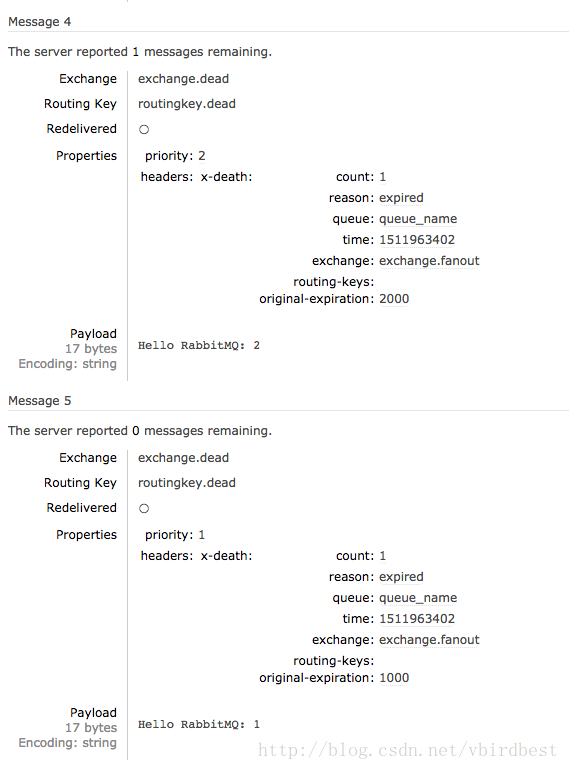 Message 4
The server reported 1 messages remaining.
Exchange exchange.dead
Routing Key routingkey.dead
Redelivered ○
Properties priority: 2
headers: x-death: count: 1
reason: expired
queue: queue_name
time: 1511963402
exchange: exchange.fanout
routing-keys:
original-expiration: 2000
Payload
17 bytes
Encoding: string
Hello RabbitMQ: 2
Message 5
The server reported 0 messages remaining.
Exchange exchange.dead
Routing Key routingkey.dead
Redelivered ○
Properties priority: 1
headers: x-death: count: 1
reason: expired
queue: queue_name
time: 1511963402
exchange: exchange.fanout
routing-keys:
original-expiration: 1000
Payload
17 bytes
Encoding: string
Hello RabbitMQ: 1
http://blog.csdn.net/vbirdbest